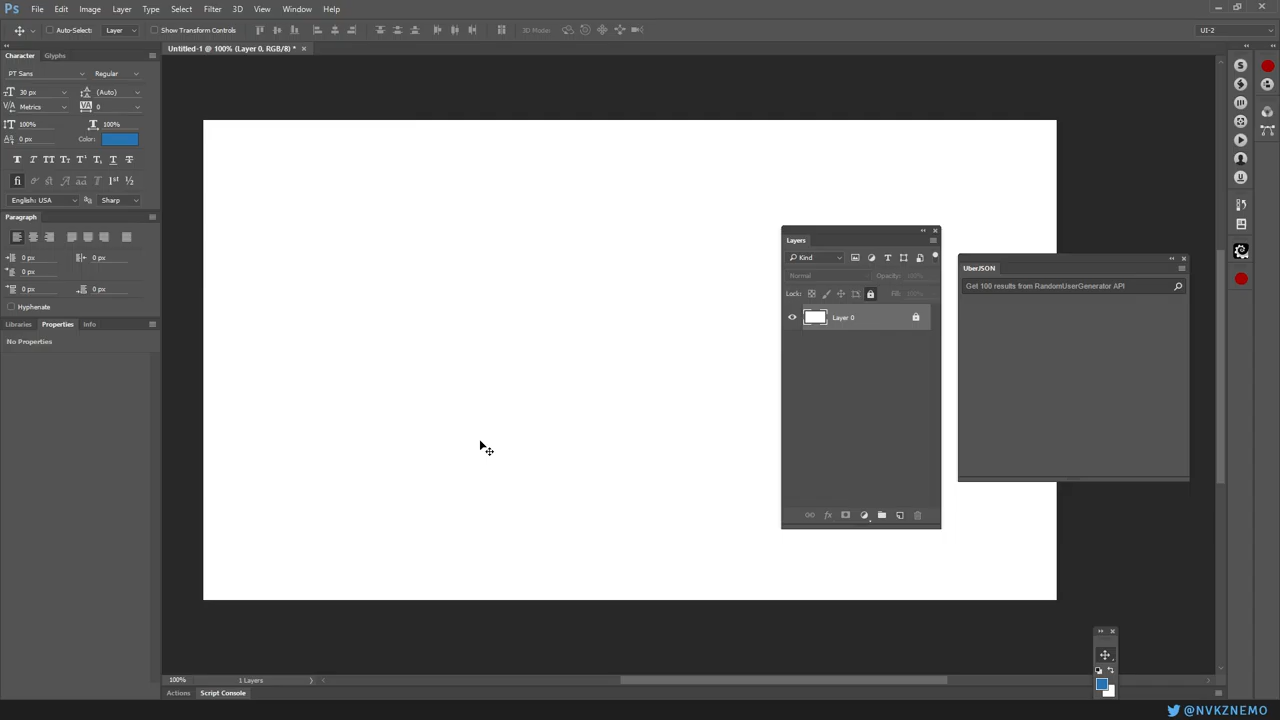 Ps File Edit Image Layer Type Select Filter 3D View Window Help
Auto-Select: Layer Show Transform Controls 3D Mode: UI-2
Untitled-1 @ 100% (Layer 0, RGB/8) *
Character Glyphs
PT Sans Regular
30 px (Auto)
Metrics 0
100% 100%
0 px Color:
English: USA Sharp
Paragraph
0 px 0 px
0 px
0 px 0 px
Hyphenate
Libraries Properties Info
No Properties
Layers
Kind
Normal Opacity: 100%
Lock: Fill: 100%
Layer 0
UberJSON
Get 100 results from RandomUserGenerator API
100% 1 Layers
Actions Script Console
@NVKZNEMO